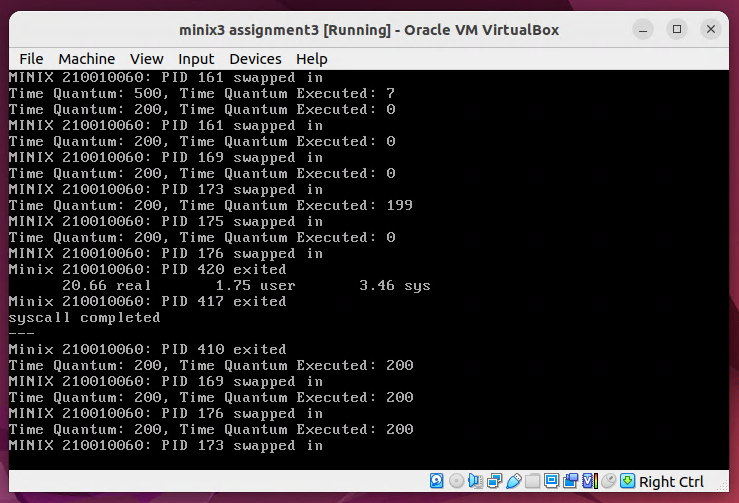 minix3 assignment3 [Running] - Oracle VM VirtualBox
File Machine View Input Devices Help
MINIX 210010060: PID 161 swapped in
Time Quantum: 500, Time Quantum Executed: 7
Time Quantum: 200, Time Quantum Executed: 0
MINIX 210010060: PID 161 swapped in
Time Quantum: 200, Time Quantum Executed: 0
MINIX 210010060: PID 169 swapped in
Time Quantum: 200, Time Quantum Executed: 0
MINIX 210010060: PID 173 swapped in
Time Quantum: 200, Time Quantum Executed: 199
MINIX 210010060: PID 175 swapped in
Time Quantum: 200, Time Quantum Executed: 0
MINIX 210010060: PID 176 swapped in
Minix 210010060: PID 420 exited
20.66 real 1.75 user 3.46 sys
Minix 210010060: PID 417 exited
syscall completed
---
Minix 210010060: PID 410 exited
Time Quantum: 200, Time Quantum Executed: 200
MINIX 210010060: PID 169 swapped in
Time Quantum: 200, Time Quantum Executed: 200
MINIX 210010060: PID 176 swapped in
Time Quantum: 200, Time Quantum Executed: 200
MINIX 210010060: PID 173 swapped in
Right Ctrl